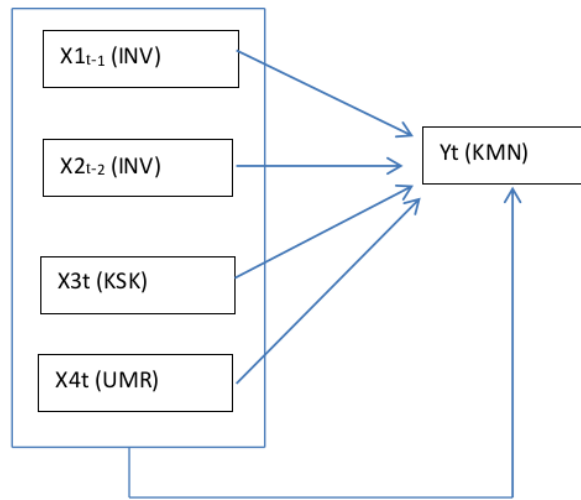 X1t-1 (INV)
X2t-2 (INV)
Yt (KMN)
X3t (KSK)
X4t (UMR)